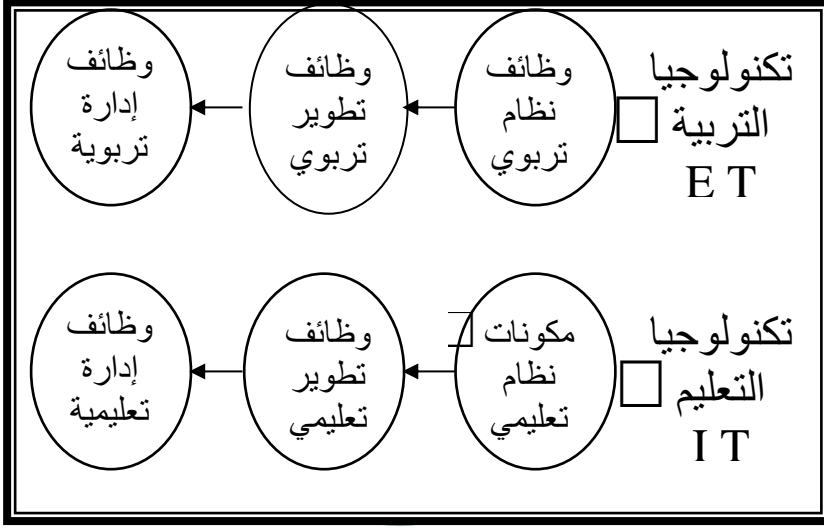 تكنولوجيا
التربية
E T
وظائف
نظام
تربوي
وظائف
تطوير
تربوي
وظائف
إدارة
تربوية
تكنولوجيا
التعليم
I T
مكونات
نظام
تعليمي
وظائف
تطوير
تعليمي
وظائف
إدارة
تعليمية